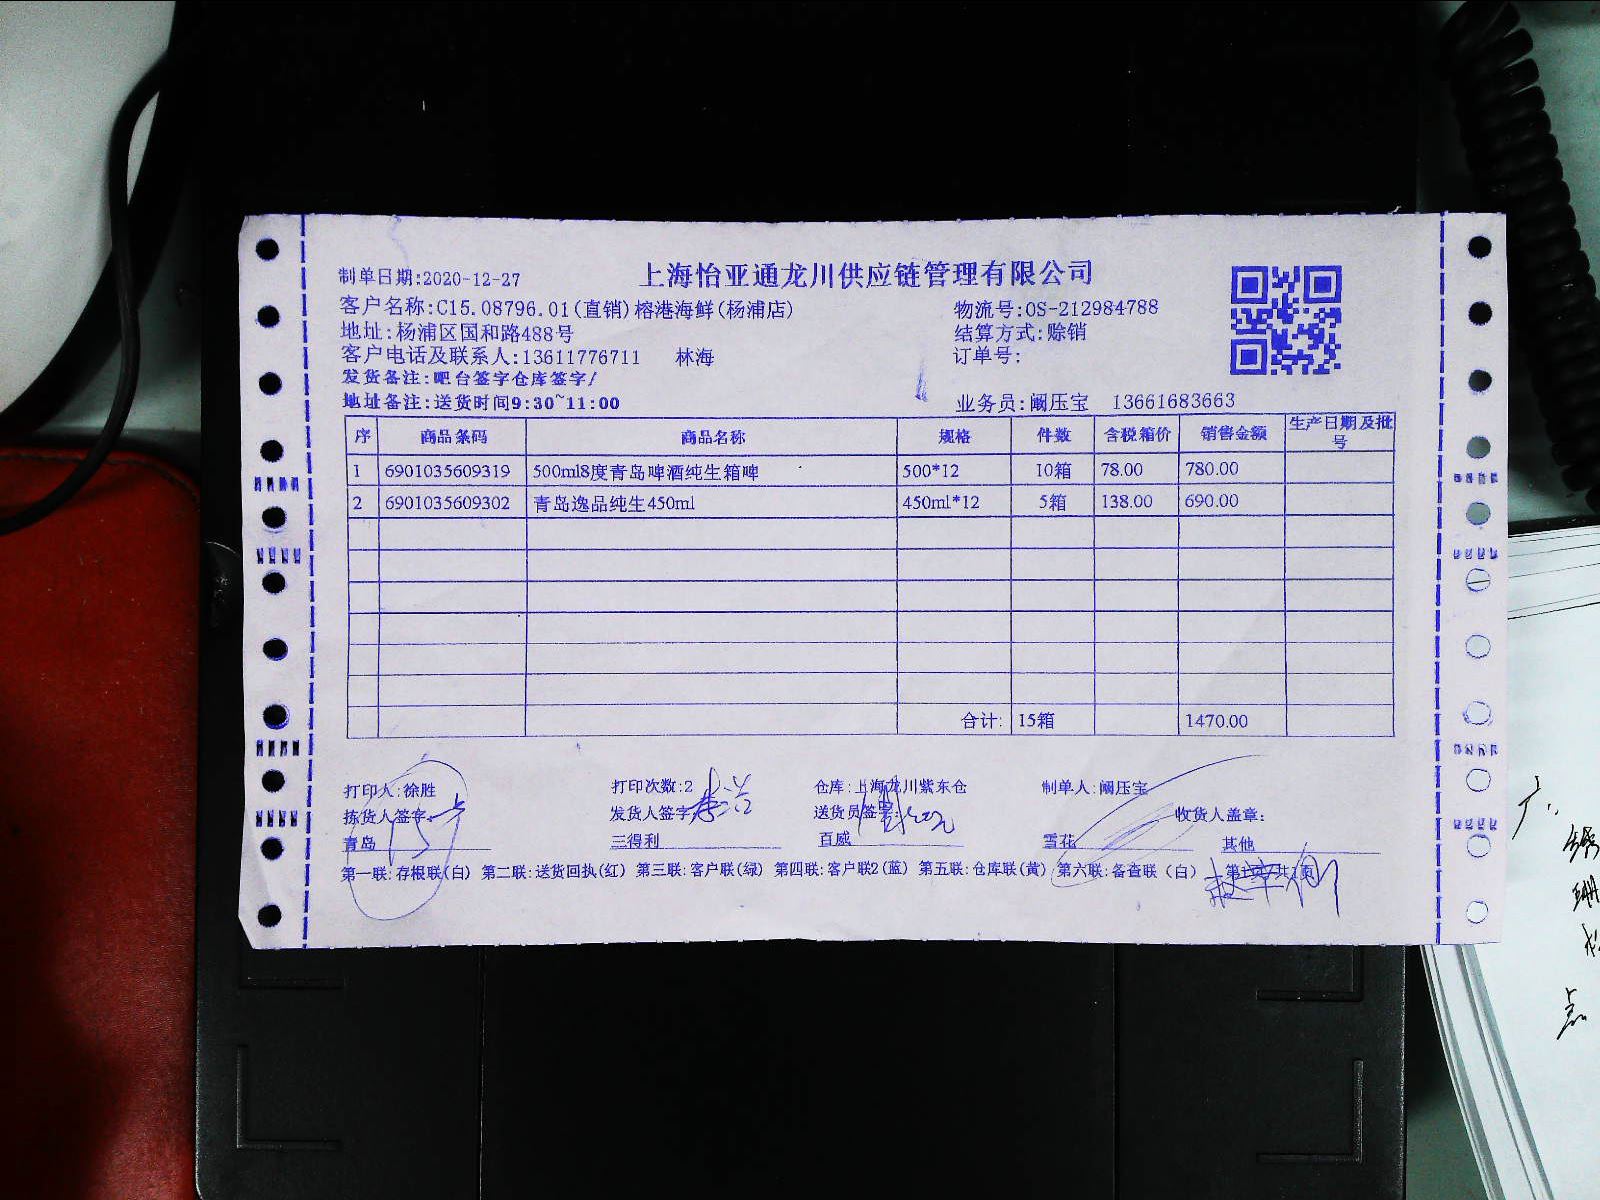 上海怡亚通龙川供应链管理有限公司
制单日期:2020-12-27
客户名称:C15.08796.01(直销)榕港海鲜(杨浦店) 物流号:OS-212984788
地址:杨浦区国和路488号 结算方式:赊销
客户电话及联系人:13611776711 林海 订单号:
发货备注:吧台签字仓库签字/
地址备注:送货时间9:30~11:00 业务员:阚压宝 13661683663
序 商品条码 商品名称 规格 件数 含税箱价 销售金额 生产日期及批号
1 6901035609319 500ml8度青岛啤酒纯生箱啤 500*12 10箱 78.00 780.00
2 6901035609302 青岛逸品纯生450ml 450ml*12 5箱 138.00 690.00
合计: 15箱 1470.00
打印人:徐胜 打印次数:2 仓库:上海龙川紫东仓 制单人:阚压宝
拣货人签字: 发货人签字 送货员签字: 收货人盖章:
青岛 15 三得利 百威 雪花 其他
第一联:存根联(白) 第二联:送货回执(红) 第三联:客户联(绿) 第四联:客户联2(蓝) 第五联:仓库联(黄) 第六联:备查联(白)